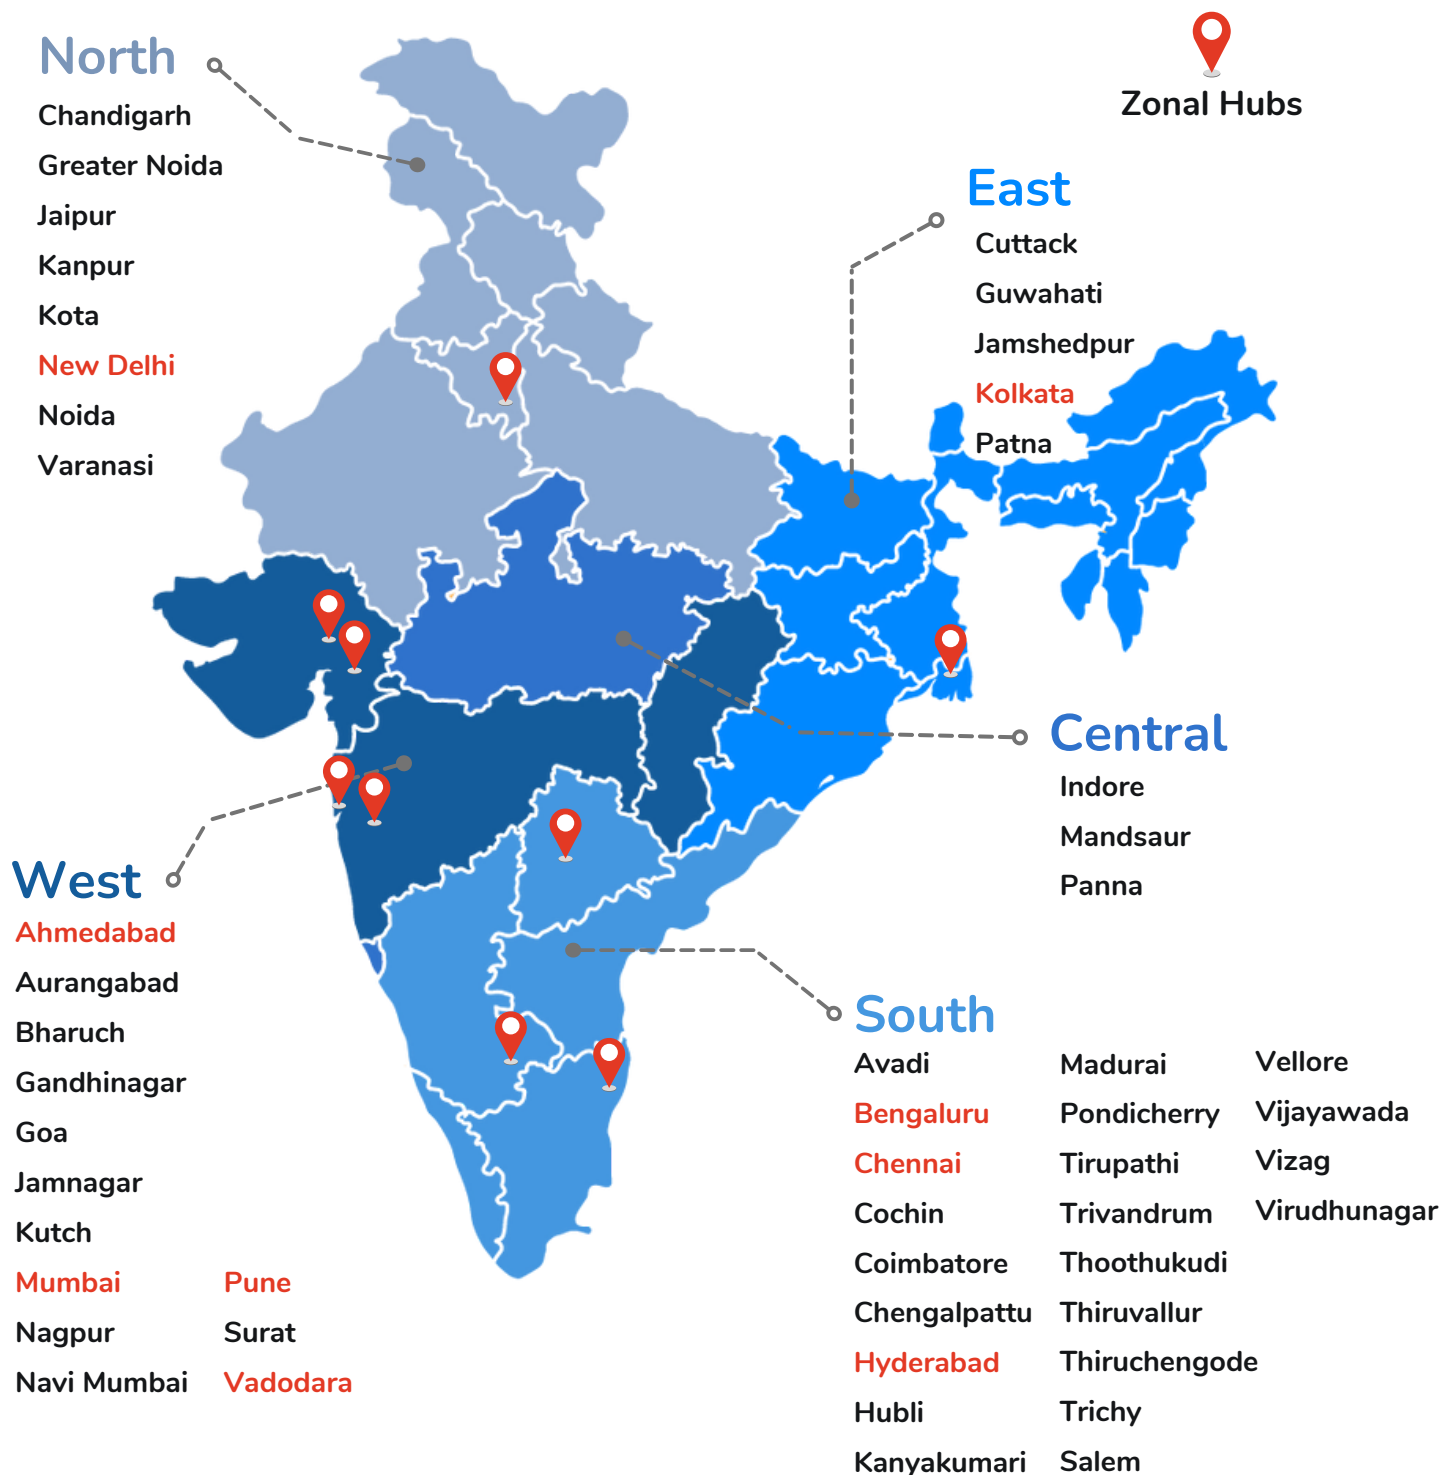 North
Chandigarh
Greater Noida
Jaipur
Kanpur
Kota
New Delhi
Noida
Varanasi
Zonal Hubs
East
Cuttack
Guwahati
Jamshedpur
Kolkata
Patna
Central
Indore
Mandsaur
Panna
West
Ahmedabad
Aurangabad
Bharuch
Gandhinagar
Goa
Jamnagar
Kutch
Mumbai
Nagpur
Navi Mumbai
Pune
Surat
Vadodara
South
Avadi
Bengaluru
Chennai
Cochin
Coimbatore
Chengalpattu
Hyderabad
Hubli
Kanyakumari
Madurai
Pondicherry
Tirupathi
Trivandrum
Thoothukudi
Thiruvallur
Thiruchengode
Trichy
Salem
Vellore
Vijayawada
Vizag
Virudhunagar